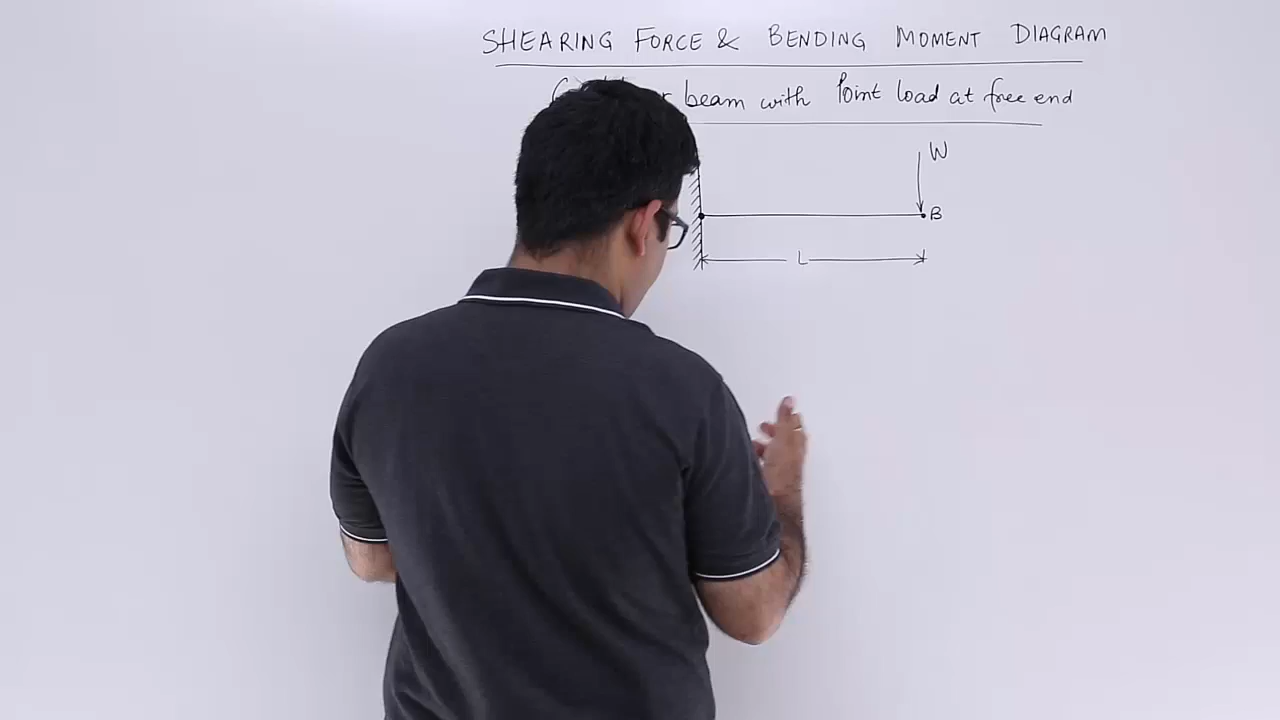 SHEARING FORCE & BENDING MOMENT DIAGRAM
beam with Point load at free end
W
B
L